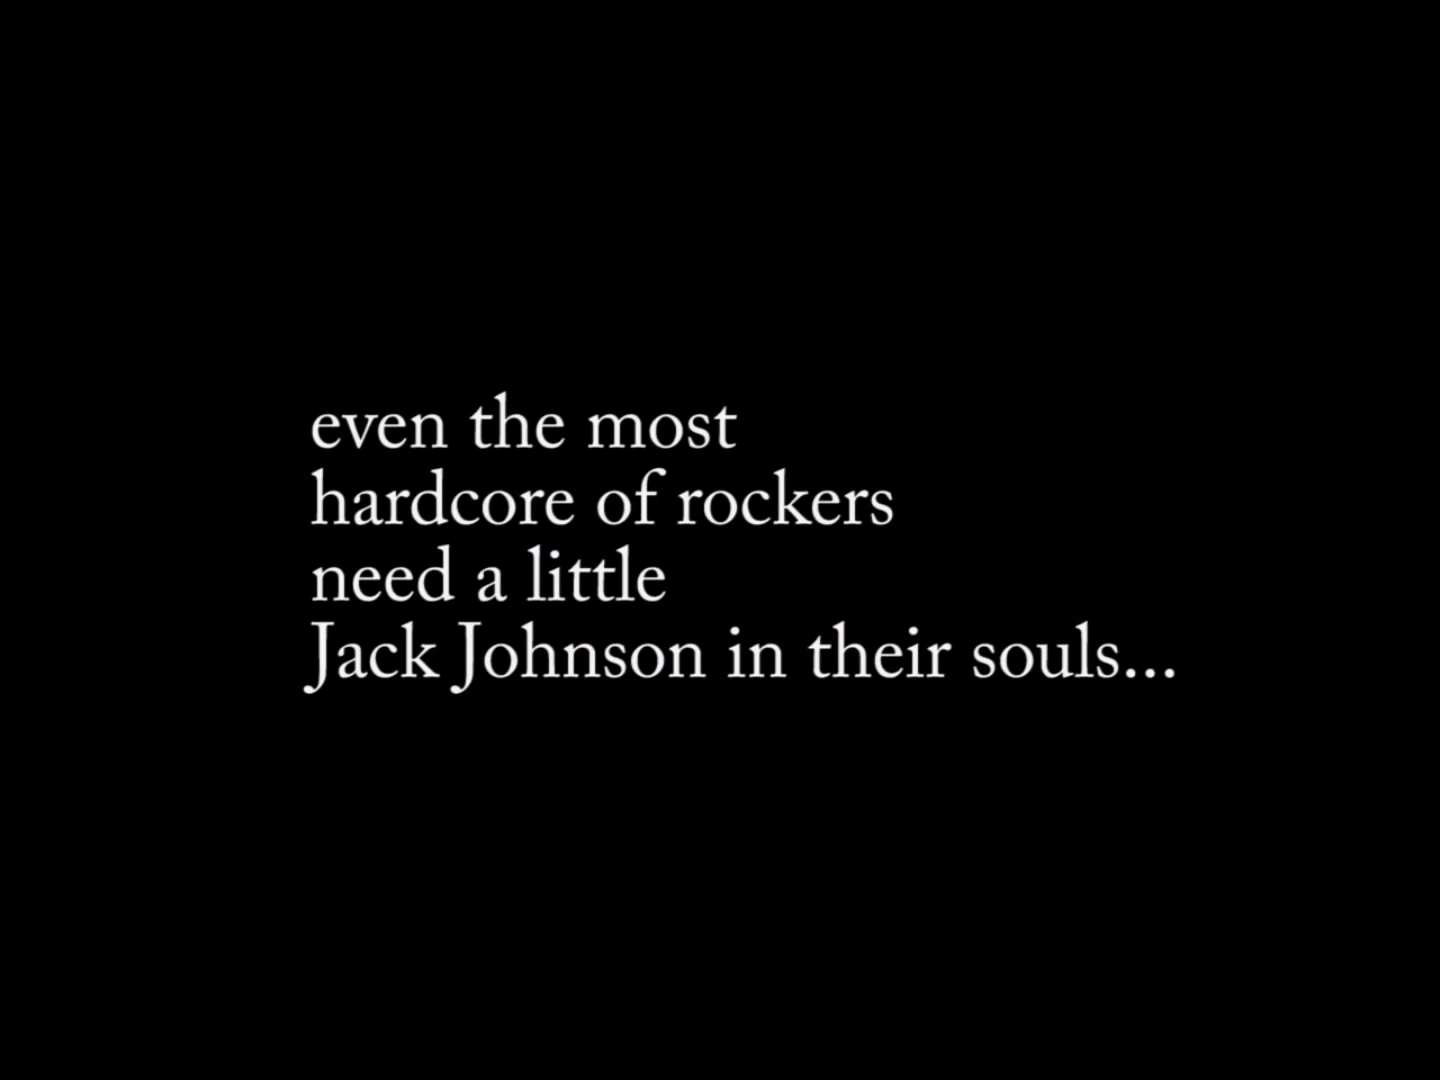 even the most
hardcore of rockers
need a little
Jack Johnson in their souls...